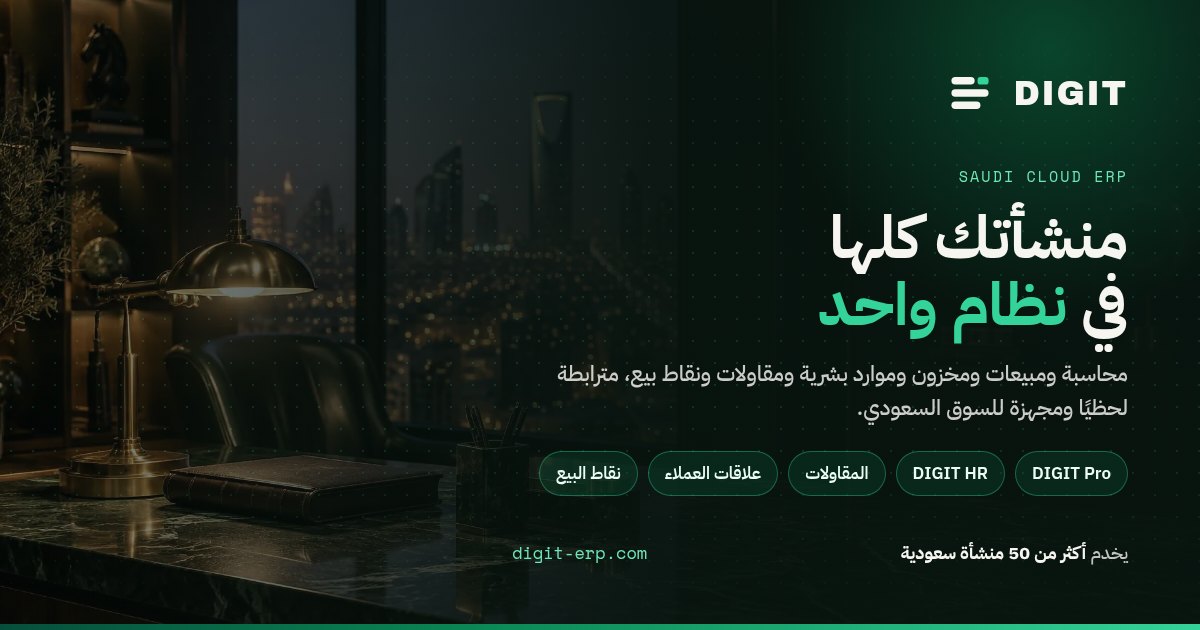 DIGIT
SAUDI CLOUD ERP
منشأتك كلها
في نظام واحد
محاسبة ومبيعات ومخزون وموارد بشرية ومقاولات ونقاط بيع، مترابطة
لحظيًا ومجهزة للسوق السعودي.
DIGIT Pro
DIGIT HR
المقاولات
علاقات العملاء
نقاط البيع
يخدم أكثر من 50 منشأة سعودية
digit-erp.com